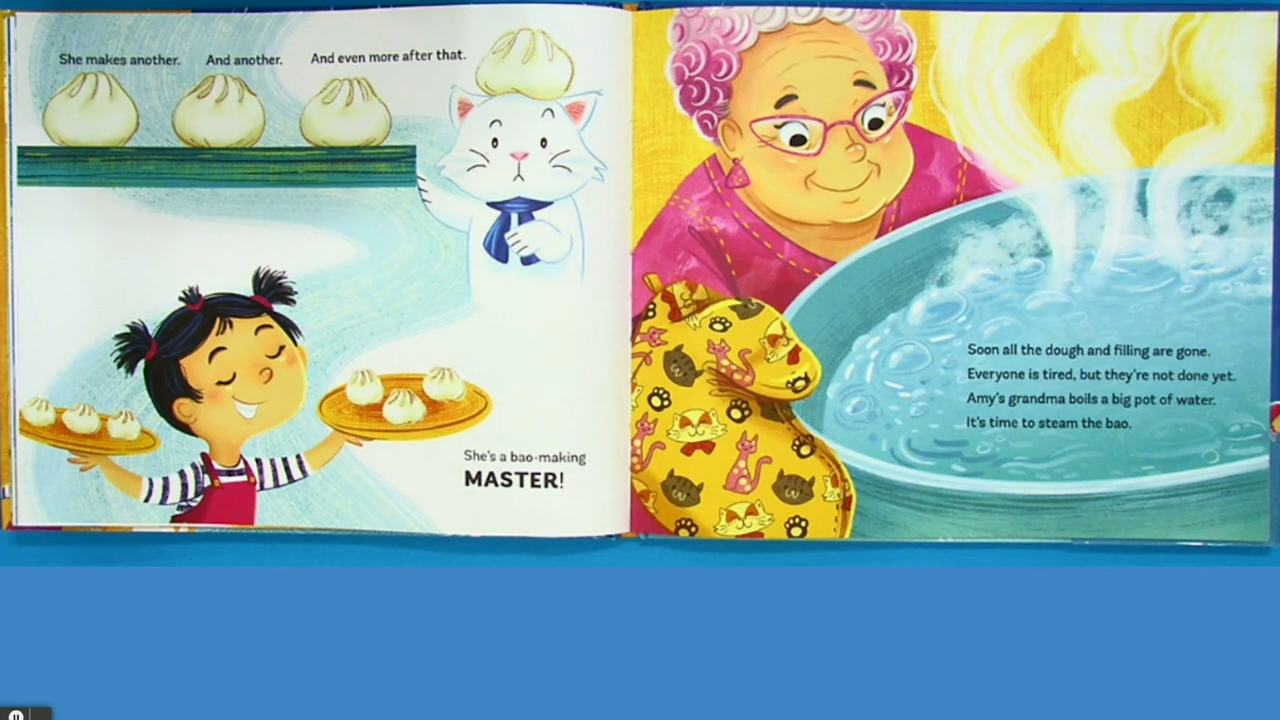 She makes another. And another. And even more after that.
She's a bao-making
MASTER!
Soon all the dough and filling are gone.
Everyone is tired, but they're not done yet.
Amy's grandma boils a big pot of water.
It's time to steam the bao.